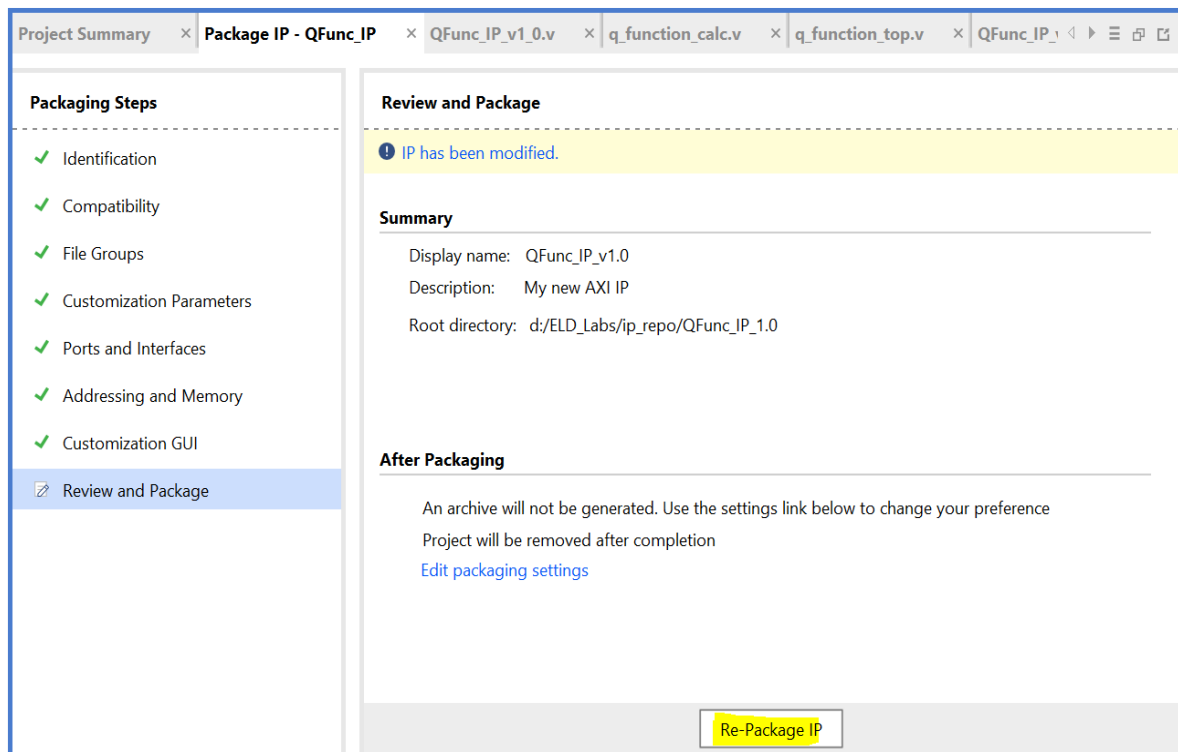 Project Summary × Package IP - QFunc_IP × QFunc_IP_v1_0.v × q_function_calc.v × q_function_top.v × QFunc_IP_
Packaging Steps
Identification
Compatibility
File Groups
Customization Parameters
Ports and Interfaces
Addressing and Memory
Customization GUI
Review and Package
Review and Package
IP has been modified.
Summary
Display name: QFunc_IP_v1.0
Description: My new AXI IP
Root directory: d:/ELD_Labs/ip_repo/QFunc_IP_1.0
After Packaging
An archive will not be generated. Use the settings link below to change your preference
Project will be removed after completion
Edit packaging settings
Re-Package IP